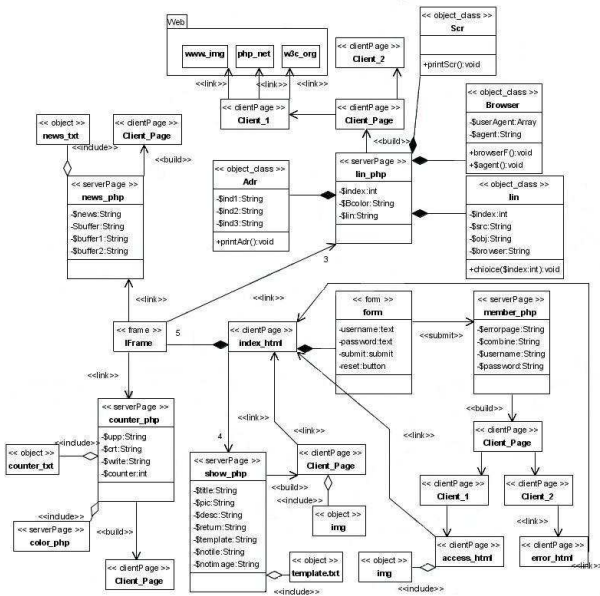 Web
www_img
php_net
w3c_org
<<link>>
<<link>>
<<link>>
<< clientPage >>
Client_1
<< clientPage >>
Client_2
<< clientPage >>
Client_Page
<<build>>
<< object_class >>
Scr
+printScr():void
<< object_class >>
Browser
-$userAgent:Array
-$agent:String
+browserF():void
+$agent():void
<< object >>
news_txt
<<include>>
<< clientPage >>
Client_Page
<<build>>
<< serverPage >>
news_php
-$news:String
-Sbuffer:String
-$buffer1:String
-$buffer2:String
<<link>>
<< object_class >>
Adr
-$ind1:String
-$ind2:String
-$ind3:String
+printAdr():void
<< serverPage >>
lin_php
-$index:int
-$Bcolor:String
-$lin:String
<< object_class >>
lin
-$index:int
-$src:String
-$obj:String
-$browser:String
+chioice($index:int):void
3
<<link>>
<< frame >>
IFrame
5
<< clientPage >>
index_html
<< form >>
form
-username:text
-password:text
-submit:submit
-reset:button
<<submit>>
<< serverPage >>
member_php
-$errorpage:String
-$combine:String
-$username:String
-$password:String
<<build>>
<<link>>
<< serverPage >>
counter_php
-$upp:String
-$crt:String
-$write:String
-$counter:int
<<include>>
<< object >>
counter_txt
<<include>>
<< serverPage >>
color_php
<<build>>
<< clientPage >>
Client_Page
4
<<link>>
<< serverPage >>
show_php
-$title:String
-$pic:String
-$desc:String
-$return:String
-$template:String
-$notile:String
-$notimage:String
<<build>>
<< clientPage >>
Client_Page
<<include>>
<< object >>
img
<< object >>
template.txt
<<link>>
<< clientPage >>
Client_Page
<< clientPage >>
Client_1
<< clientPage >>
Client_2
<<link>>
<< object >>
img
<< clientPage >>
access_html
<< clientPage >>
error_html
<<link>>